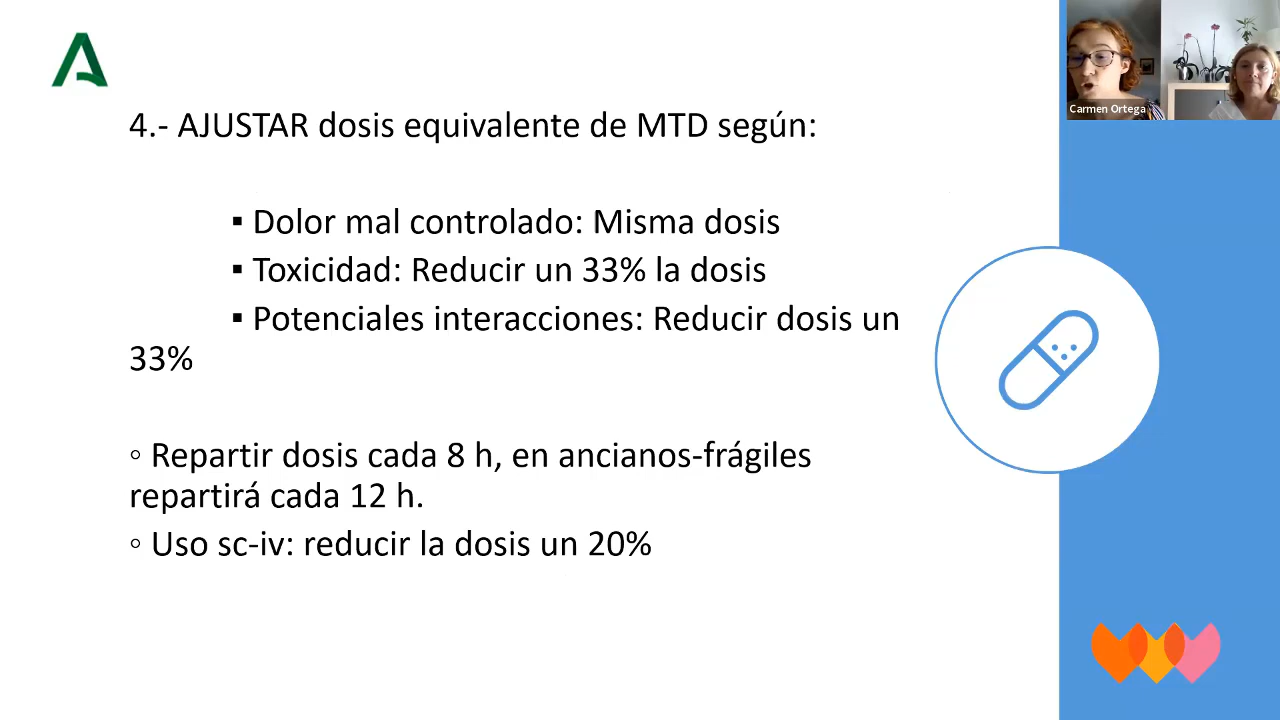 4.- AJUSTAR dosis equivalente de MTD según:
▪ Dolor mal controlado: Misma dosis
▪ Toxicidad: Reducir un 33% la dosis
▪ Potenciales interacciones: Reducir dosis un
33%
◦ Repartir dosis cada 8 h, en ancianos-frágiles
repartirá cada 12 h.
◦ Uso sc-iv: reducir la dosis un 20%
Carmen Ortega